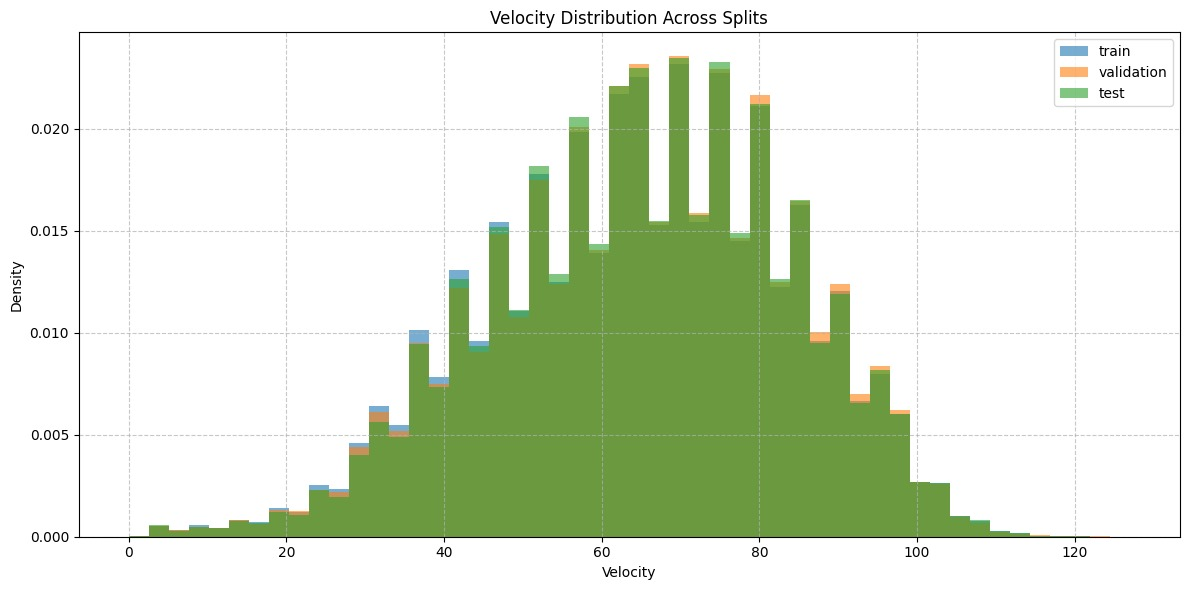 Velocity Distribution Across Splits
train
validation
test
Density
0.020
0.015
0.010
0.005
0.000
0 20 40 60 80 100 120
Velocity